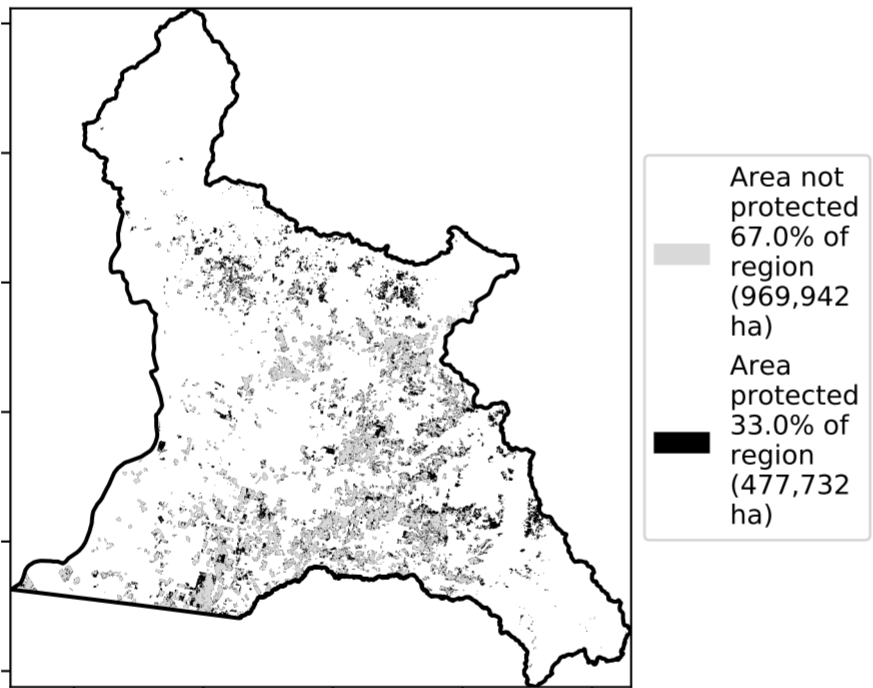 Area not
protected
67.0% of
region
(969,942
ha)
Area
protected
33.0% of
region
(477,732
ha)